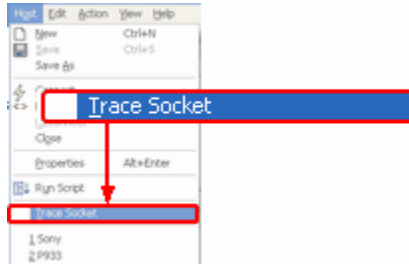 Host Edit Action View Help
New Ctrl+N
Save Ctrl+S
Save As
Connect
Trace Socket
Close
Properties Alt+Enter
Run Script
Trace Socket
1 Sony
2 P933